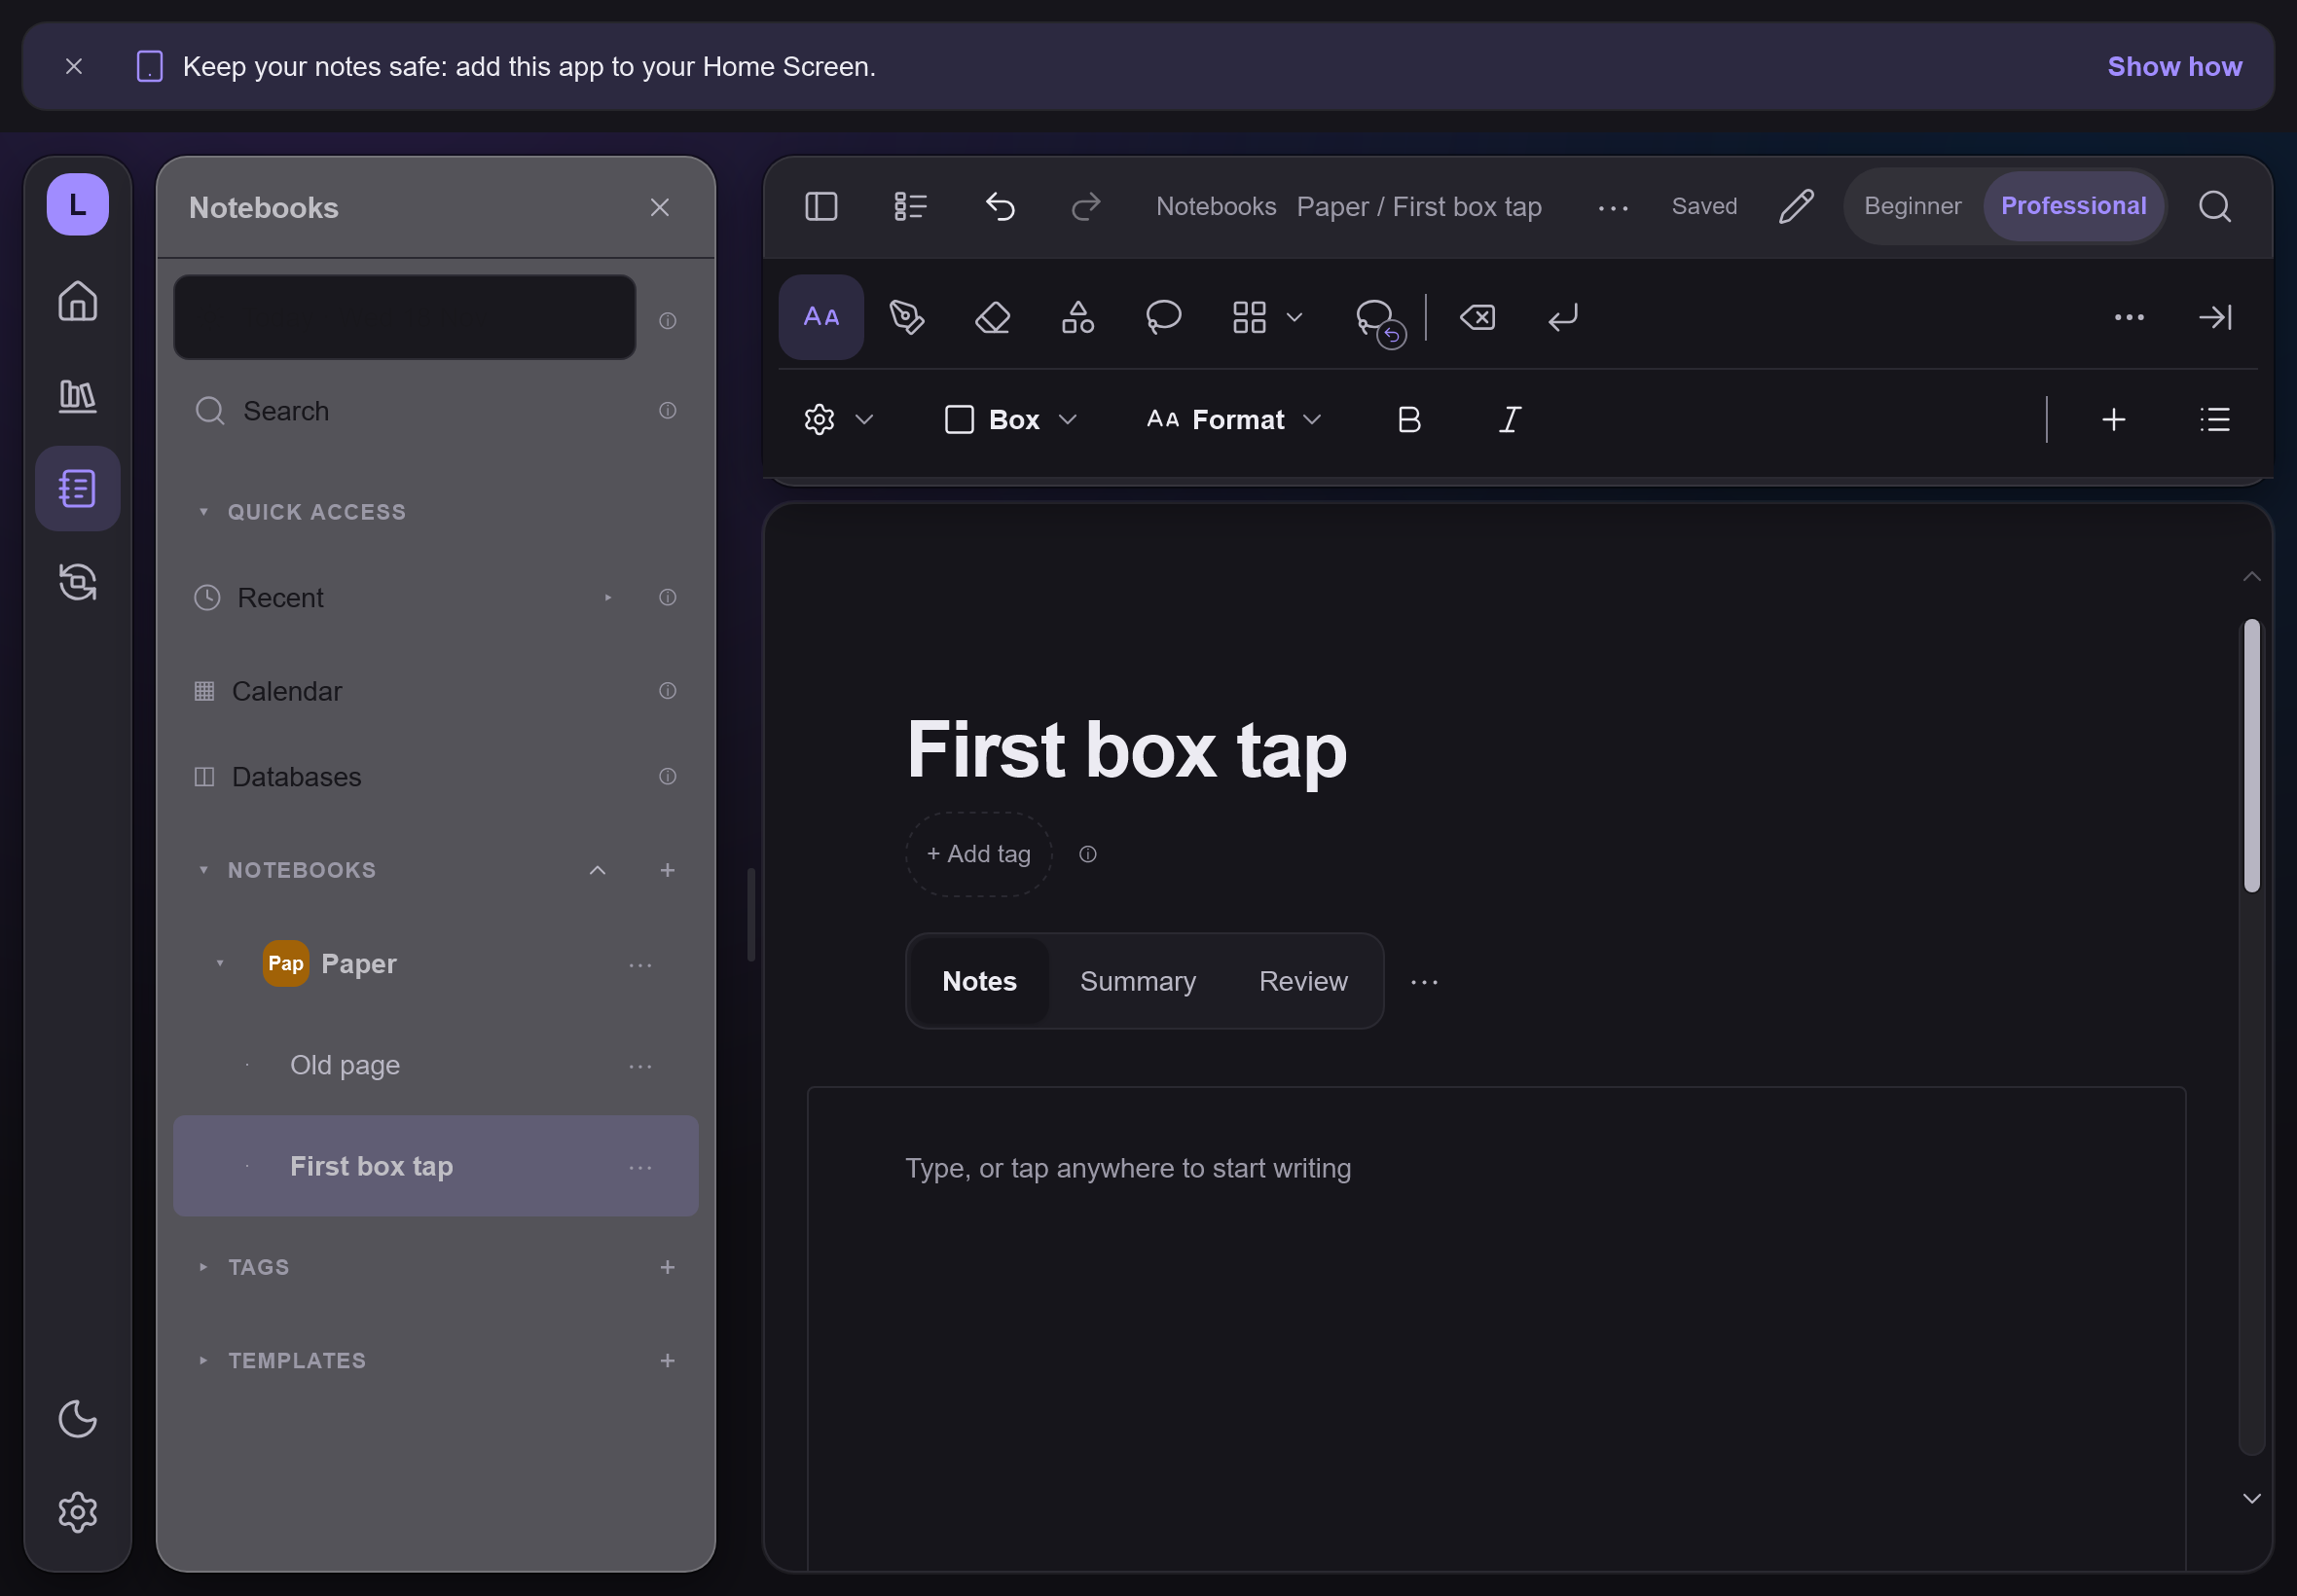 Keep your notes safe: add this app to your Home Screen.
Show how
L
Notebooks
Search
QUICK ACCESS
Recent
Calendar
Databases
NOTEBOOKS
Pap Paper
Old page
First box tap
TAGS
TEMPLATES
Notebooks Paper / First box tap
Saved
Beginner Professional
AA
Box
AA Format
B I
First box tap
+ Add tag
Notes Summary Review
Type, or tap anywhere to start writing